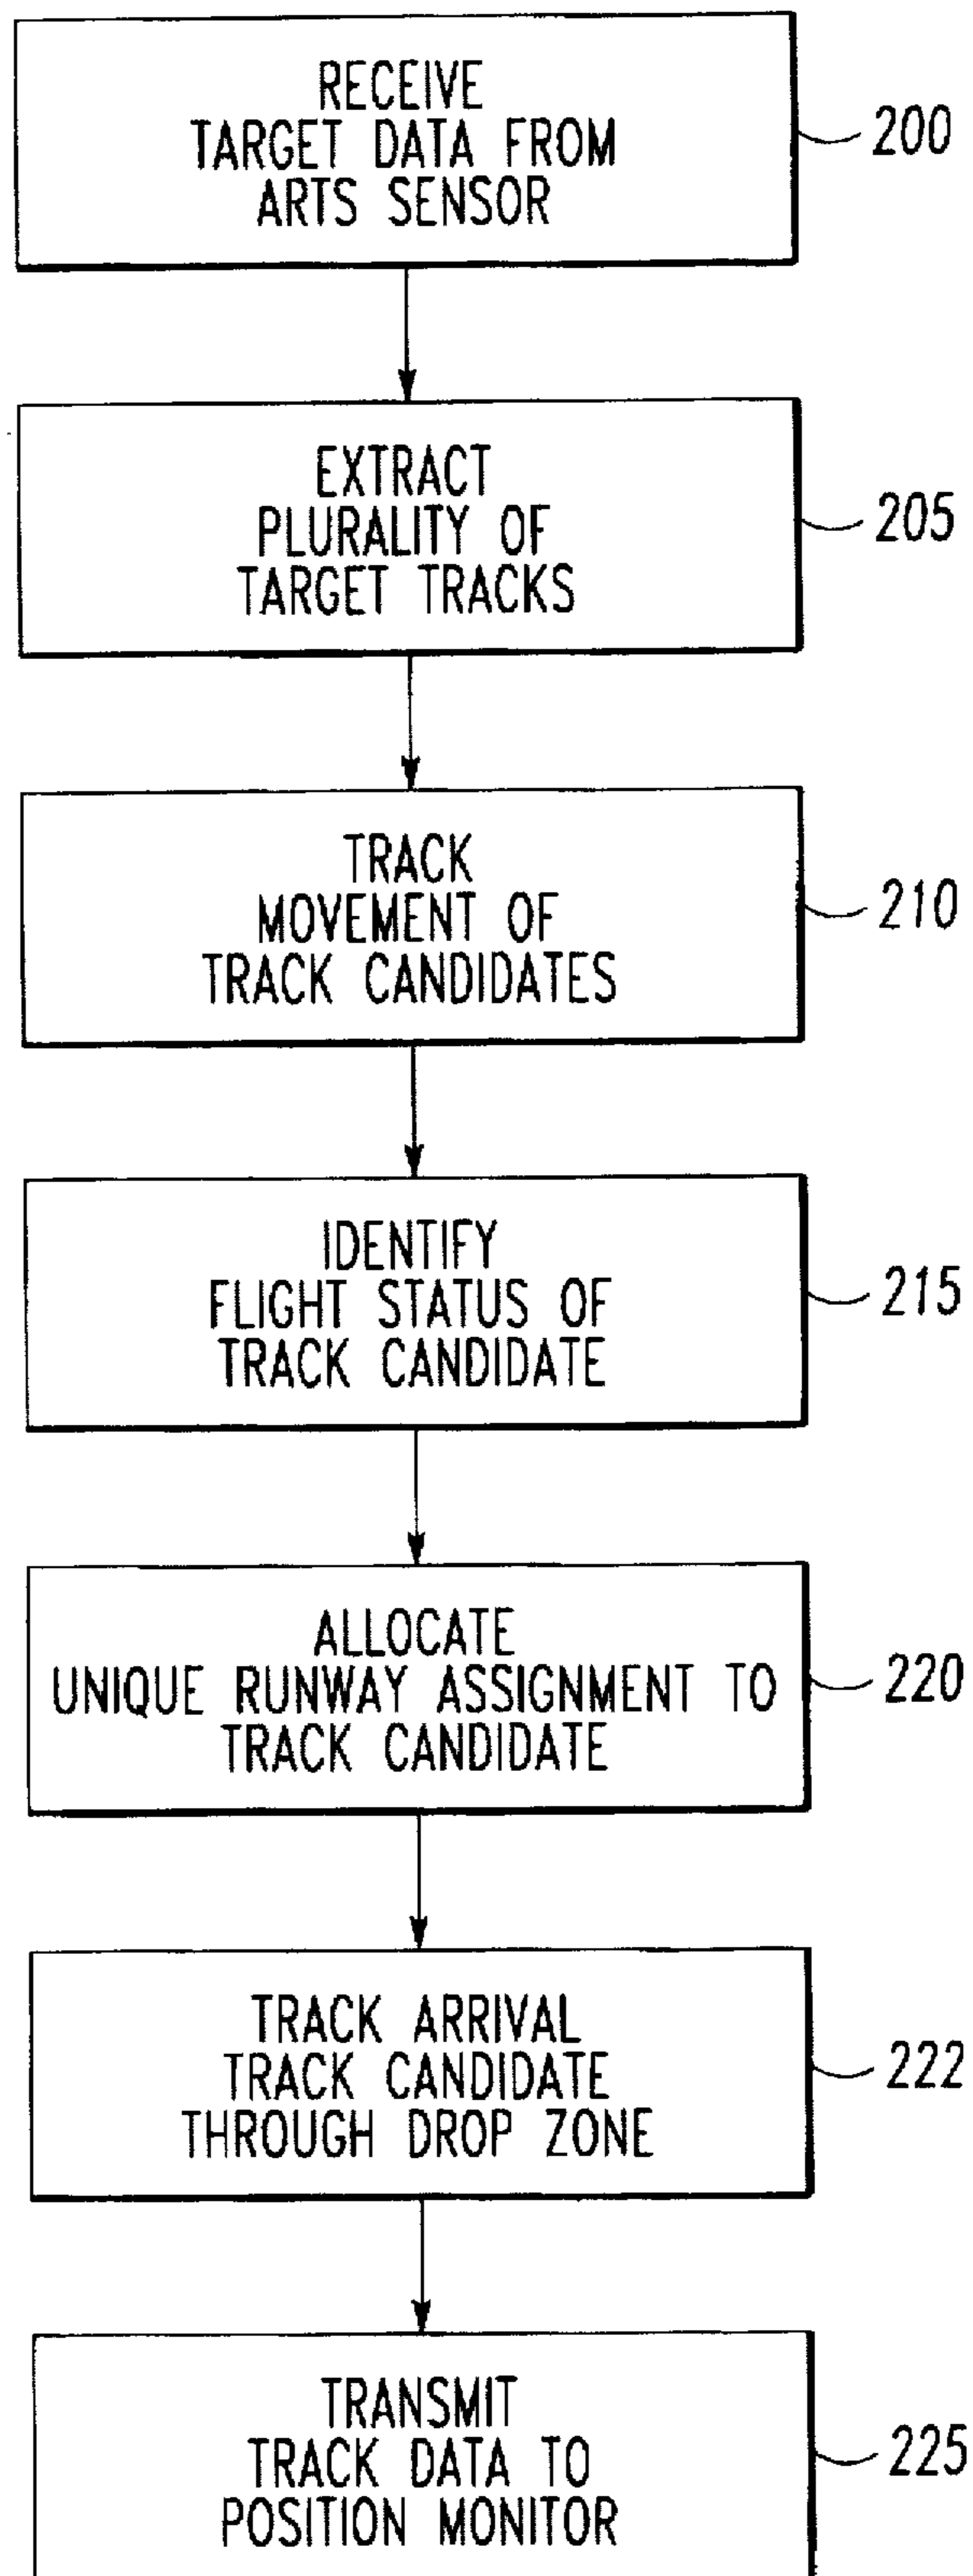 RECEIVE
TARGET DATA FROM
ARTS SENSOR
200
EXTRACT
PLURALITY OF
TARGET TRACKS
205
TRACK
MOVEMENT OF
TRACK CANDIDATES
210
IDENTIFY
FLIGHT STATUS OF
TRACK CANDIDATE
215
ALLOCATE
UNIQUE RUNWAY ASSIGNMENT TO
TRACK CANDIDATE
220
TRACK ARRIVAL
TRACK CANDIDATE
THROUGH DROP ZONE
222
TRANSMIT
TRACK DATA TO
POSITION MONITOR
225